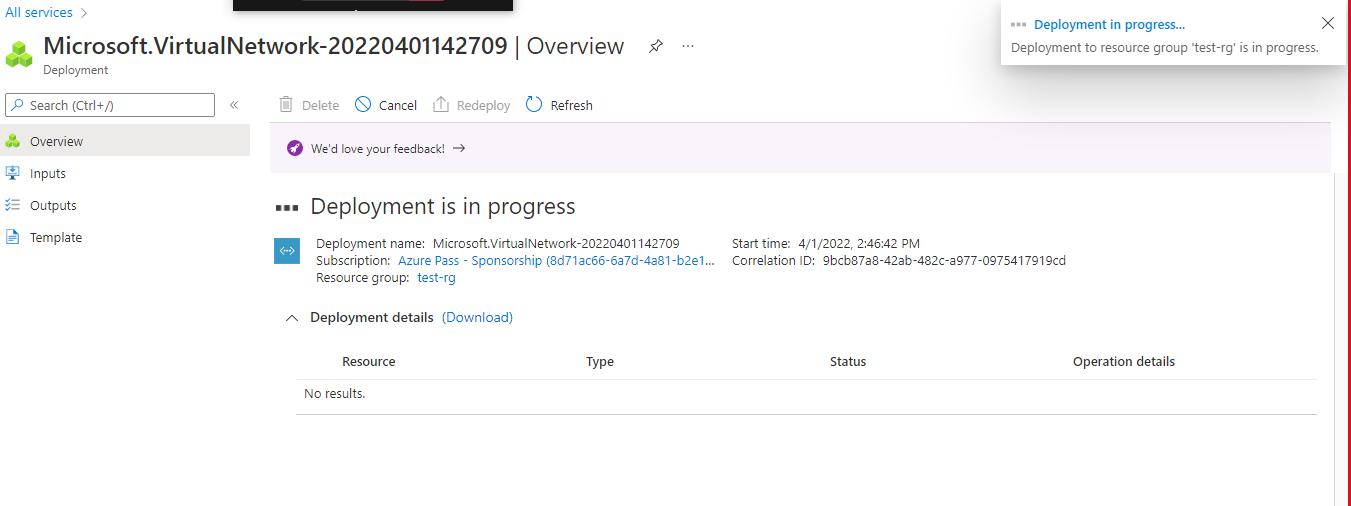 All services
Microsoft.VirtualNetwork-20220401142709 | Overview
Deployment
Deployment in progress...
Deployment to resource group 'test-rg' is in progress.
Search (Ctrl+/)
Overview
Inputs
Outputs
Template
Delete Cancel Redeploy Refresh
We'd love your feedback! →
Deployment is in progress
Deployment name: Microsoft.VirtualNetwork-20220401142709 Start time: 4/1/2022, 2:46:42 PM
Subscription: Azure Pass - Sponsorship (8d71ac66-6a7d-4a81-b2e1... Correlation ID: 9bcb87a8-42ab-482c-a977-0975417919cd
Resource group: test-rg
Deployment details (Download)
Resource Type Status Operation details
No results.